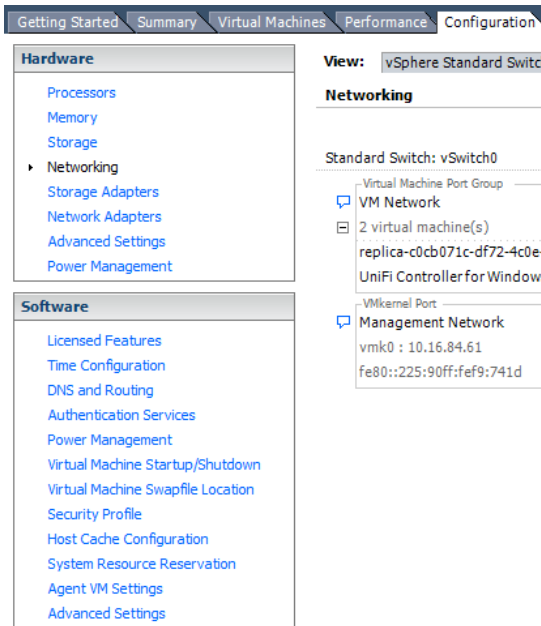 Getting Started Summary Virtual Machines Performance Configuration
Hardware
Processors
Memory
Storage
Networking
Storage Adapters
Network Adapters
Advanced Settings
Power Management
Software
Licensed Features
Time Configuration
DNS and Routing
Authentication Services
Power Management
Virtual Machine Startup/Shutdown
Virtual Machine Swapfile Location
Security Profile
Host Cache Configuration
System Resource Reservation
Agent VM Settings
Advanced Settings
View: vSphere Standard Switc
Networking
Standard Switch: vSwitch0
Virtual Machine Port Group
VM Network
2 virtual machine(s)
replica-c0cb071c-df72-4c0e-
UniFi Controller for Window
VMkernel Port
Management Network
vmk0 : 10.16.84.61
fe80::225:90ff:fef9:741d